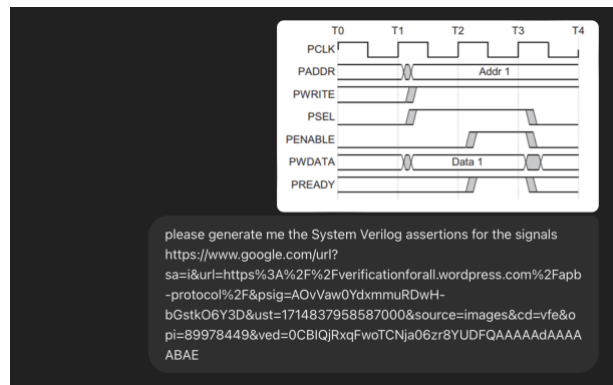 T0 T1 T2 T3 T4
PCLK
PADDR Addr 1
PWRITE
PSEL
PENABLE
PWDATA Data 1
PREADY
please generate me the System Verilog assertions for the signals
https://www.google.com/url?
sa=i&url=https%3A%2F%2Fverificationforall.wordpress.com%2Fapb
-protocol%2F&psig=AOvVaw0YdxmmuRDwH-
bGstkO6Y3D&ust=1714837958587000&source=images&cd=vfe&o
pi=89978449&ved=0CBIQjRxqFwoTCNja06zr8YUDFQAAAAAdAAAA
ABAE